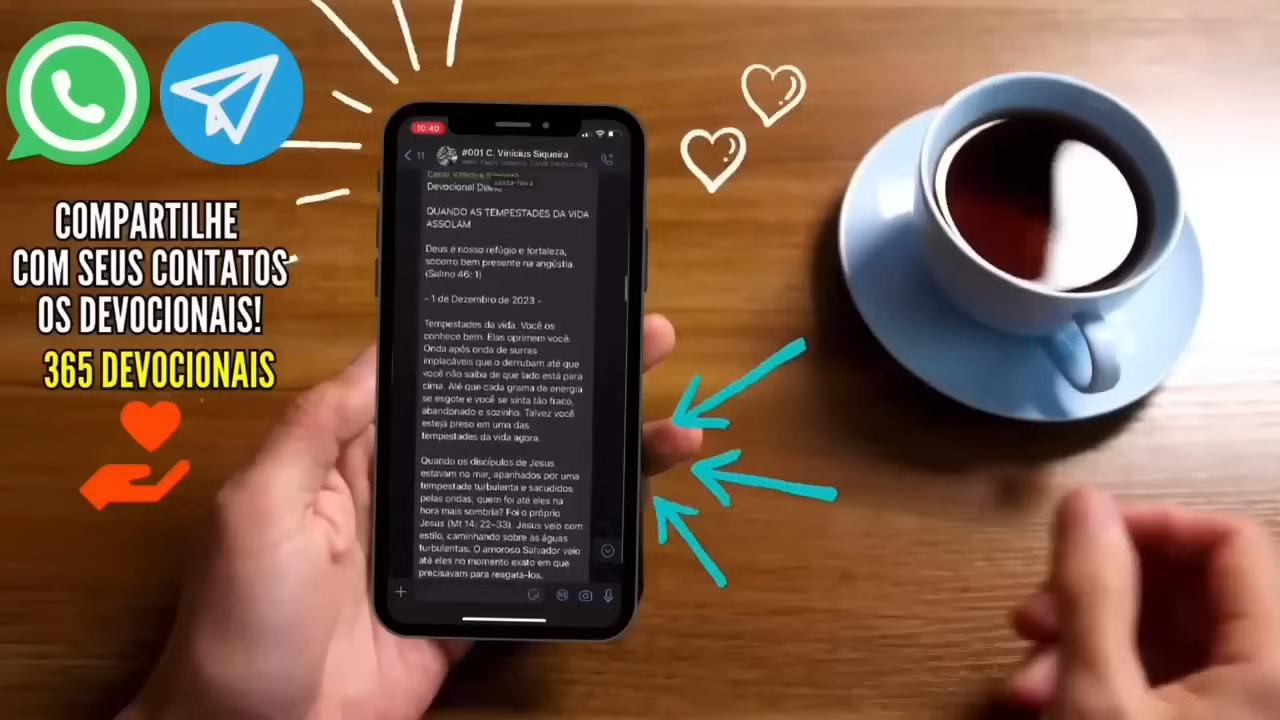 COMPARTILHE
COM SEUS CONTATOS
OS DEVOCIONAIS!
365 DEVOCIONAIS
10:40
11
#001 C. Vinícius Siqueira
Canal Vinícius
Devocional
sexta-feira
QUANDO AS TEMPESTADES DA VIDA
ASSOLAM
Deus é nosso refúgio e fortaleza,
socorro bem presente na angústia.
(Salmo 46: 1)
- 1 de Dezembro de 2023 -
Tempestades da vida. Você os
conhece bem. Elas oprimem você.
Onda após onda de surras
implacáveis que o derrubam até que
você não saiba de que lado está para
cima. Até que cada grama de energia
se esgote e você se sinta tão fraco,
abandonado e sozinho. Talvez você
esteja preso em uma das
tempestades da vida agora.
Quando os discípulos de Jesus
estavam no mar, apanhados por uma
tempestade turbulenta e sacudidos
pelas ondas, quem foi até eles na
hora mais sombria? Foi o próprio
Jesus (Mt 14: 22-33). Jesus veio com
estilo, caminhando sobre as águas
turbulentas. O amoroso Salvador veio
até eles no momento exato em que
precisavam para resgatá-los.